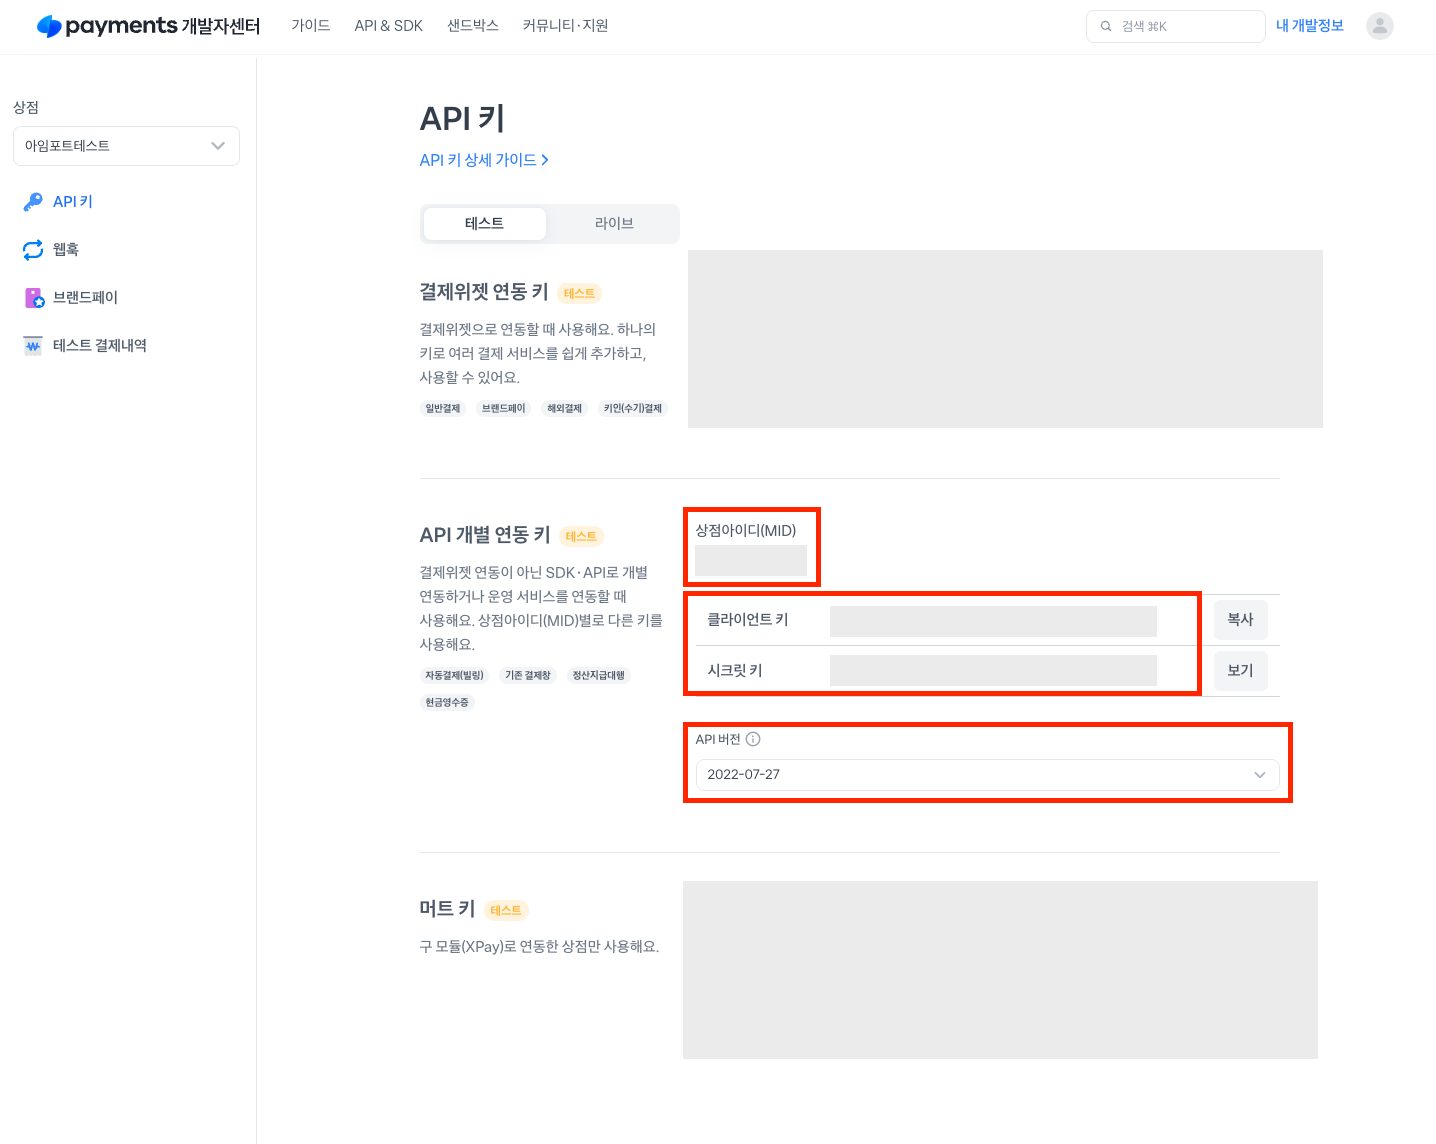 payments 개발자센터
가이드
API & SDK
샌드박스
커뮤니티·지원
검색 ⌘K
내 개발정보
상점
아임포트테스트
API 키
웹훅
브랜드페이
테스트 결제내역
API 키
API 키 상세 가이드
테스트
라이브
결제위젯 연동 키 테스트
결제위젯으로 연동할 때 사용해요. 하나의
키로 여러 결제 서비스를 쉽게 추가하고,
사용할 수 있어요.
일반결제 브랜드페이 해외결제 키인(수기)결제
API 개별 연동 키 테스트
결제위젯 연동이 아닌 SDK·API로 개별
연동하거나 운영 서비스를 연동할 때
사용해요. 상점아이디(MID)별로 다른 키를
사용해요.
자동결제(빌링) 기존 결제창 정산지급대행
현금영수증
상점아이디(MID)
클라이언트 키
복사
시크릿 키
보기
API 버전
2022-07-27
머트 키 테스트
구 모듈(XPay)로 연동한 상점만 사용해요.